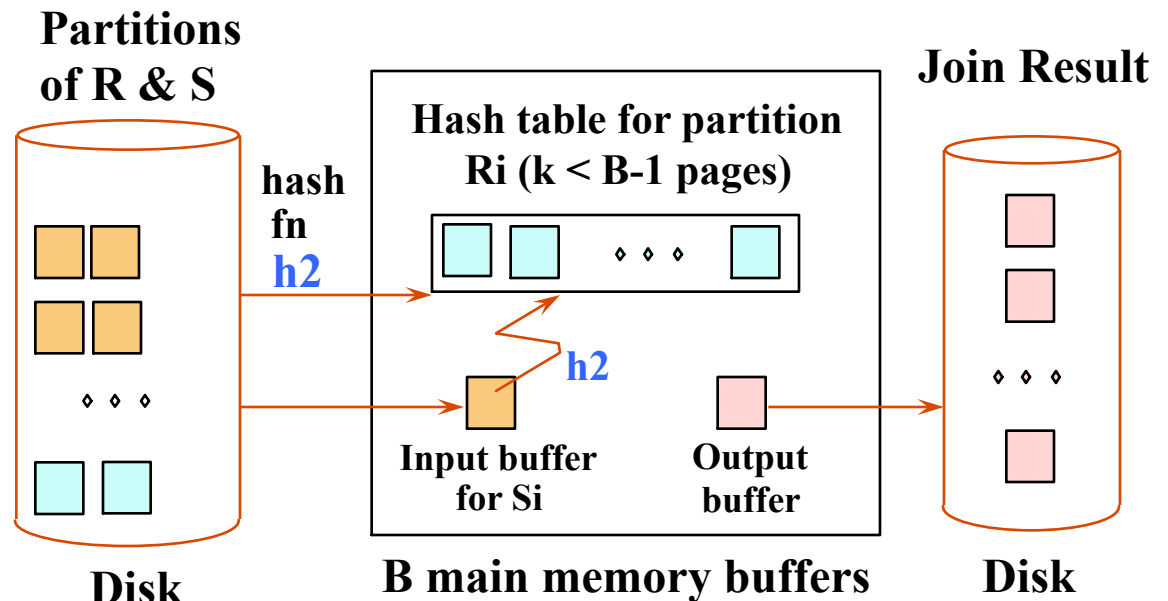 Partitions
of R & S
Join Result
Hash table for partition
Ri (k < B-1 pages)
hash
fn
h2
h2
Input buffer
for Si
Output
buffer
Disk
B main memory buffers
Disk